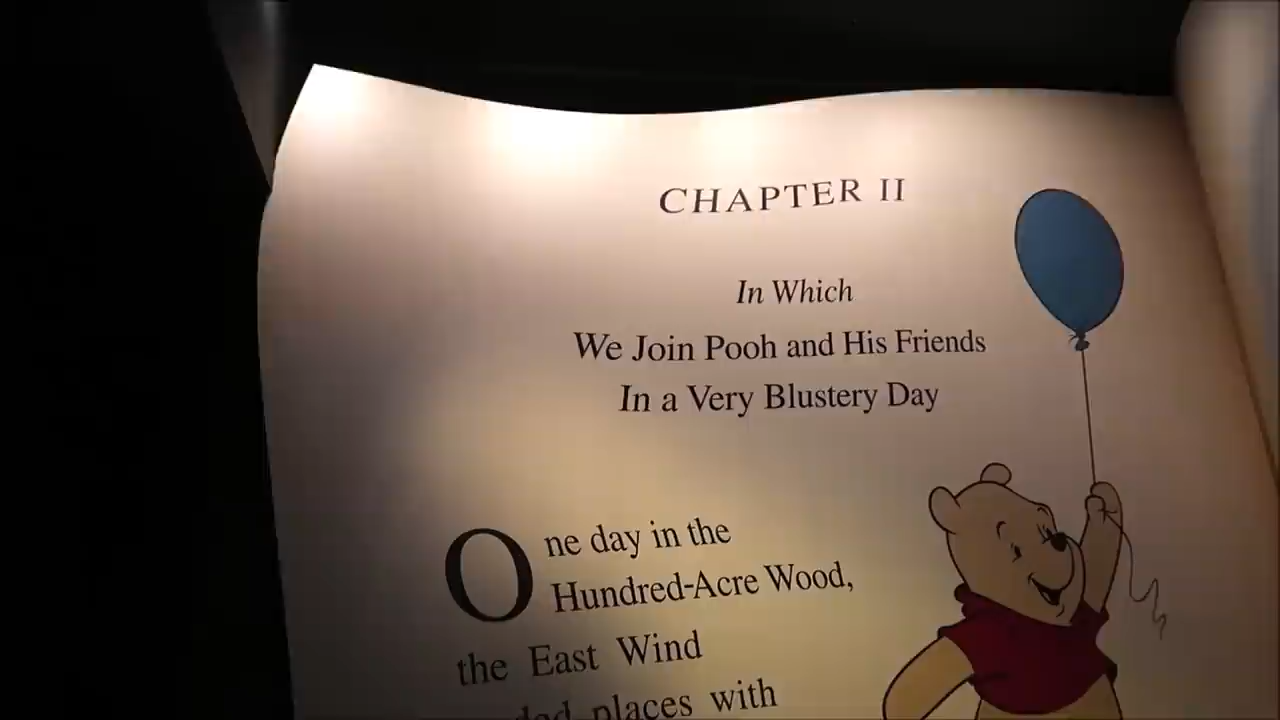 CHAPTER II
In Which
We Join Pooh and His Friends
In a Very Blustery Day
One day in the
Hundred-Acre Wood,
the East Wind
places with